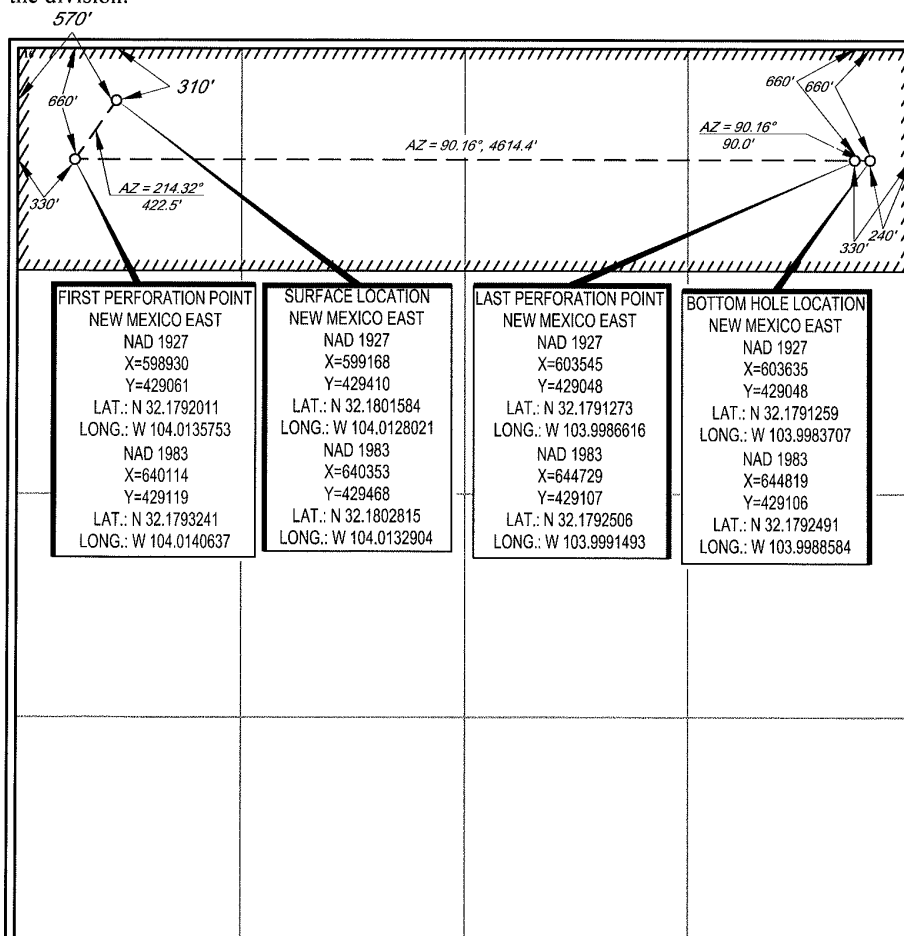 the division.
570'
310'
660'
660'
660'
AZ = 90.16°
90.0'
AZ = 90.16°, 4614.4'
AZ = 214.32°
422.5'
330'
330'
240'
FIRST PERFORATION POINT
NEW MEXICO EAST
NAD 1927
X=598930
Y=429061
LAT.: N 32.1792011
LONG.: W 104.0135753
NAD 1983
X=640114
Y=429119
LAT.: N 32.1793241
LONG.: W 104.0140637
SURFACE LOCATION
NEW MEXICO EAST
NAD 1927
X=599168
Y=429410
LAT.: N 32.1801584
LONG.: W 104.0128021
NAD 1983
X=640353
Y=429468
LAT.: N 32.1802815
LONG.: W 104.0132904
LAST PERFORATION POINT
NEW MEXICO EAST
NAD 1927
X=603545
Y=429048
LAT.: N 32.1791273
LONG.: W 103.9986616
NAD 1983
X=644729
Y=429107
LAT.: N 32.1792506
LONG.: W 103.9991493
BOTTOM HOLE LOCATION
NEW MEXICO EAST
NAD 1927
X=603635
Y=429048
LAT.: N 32.1791259
LONG.: W 103.9983707
NAD 1983
X=644819
Y=429106
LAT.: N 32.1792491
LONG.: W 103.9988584